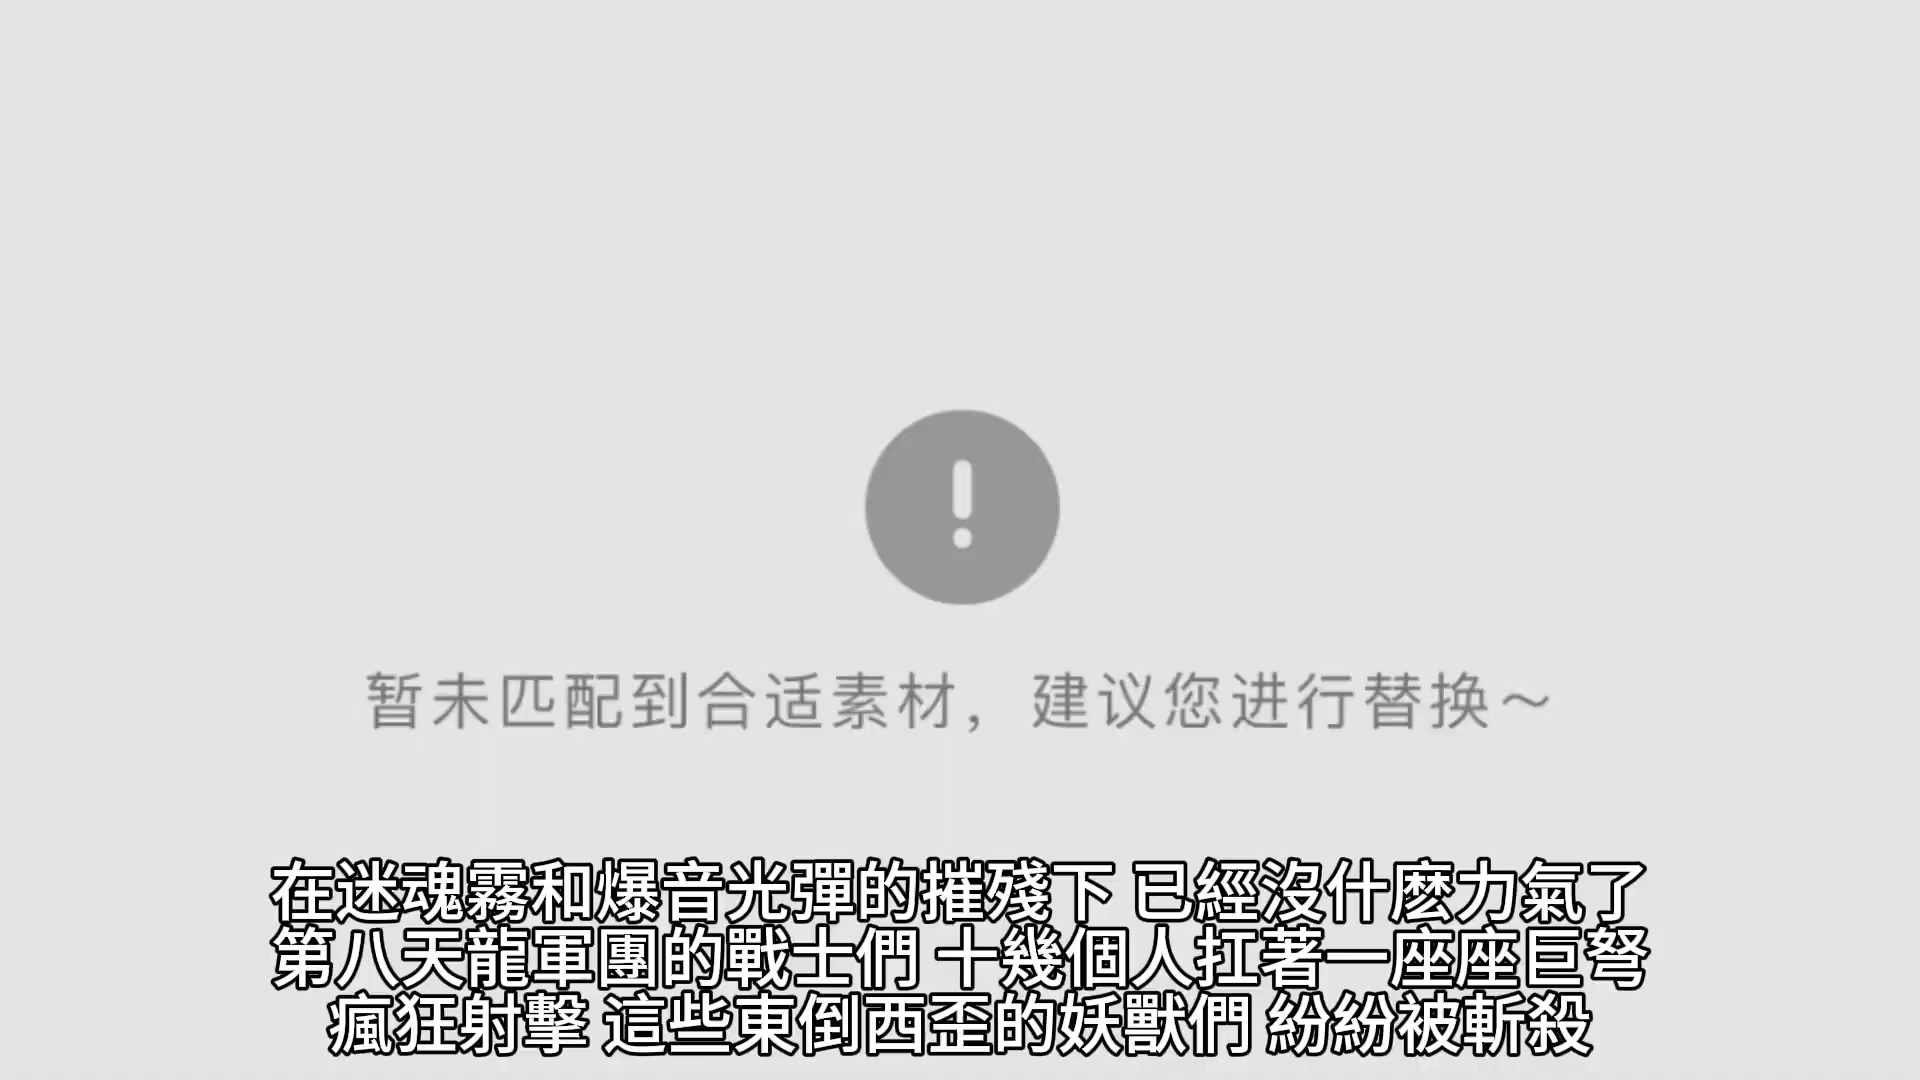 暂未匹配到合适素材，建议您进行替换～
在迷魂霧和爆音光彈的摧殘下 已經沒什麽力氣了
第八天龍軍團的戰士們 十幾個人扛著一座座巨弩
瘋狂射擊 這些東倒西歪的妖獸們 紛紛被斬殺